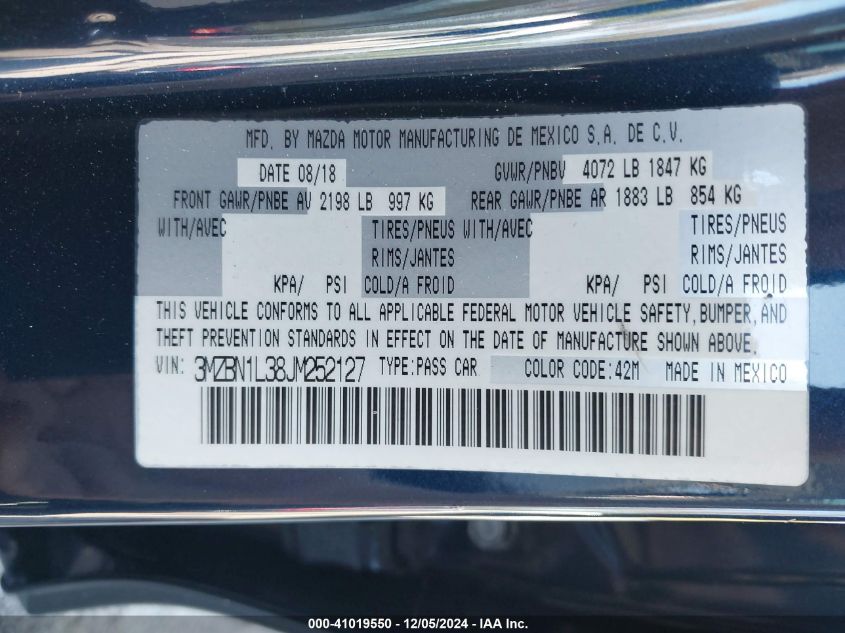 MFD. BY MAZDA MOTOR MANUFACTURING DE MEXICO S.A. DE C.V.
DATE 08/18 GVWR/PNBV 4072 LB 1847 KG
FRONT GAWR/PNBE AV 2198 LB 997 KG REAR GAWR/PNBE AR 1883 LB 854 KG
WITH/AVEC TIRES/PNEUS WITH/AVEC TIRES/PNEUS
RIMS/JANTES RIMS/JANTES
KPA/ PSI COLD/A FROID KPA/ PSI COLD/A FROID
THIS VEHICLE CONFORMS TO ALL APPLICABLE FEDERAL MOTOR VEHICLE SAFETY, BUMPER, AND
THEFT PREVENTION STANDARDS IN EFFECT ON THE DATE OF MANUFACTURE SHOWN ABOVE.
VIN: 3MZBN1L38JM252127 TYPE:PASS CAR COLOR CODE:42M MADE IN MEXICO
000-41019550 - 12/05/2024 - IAA Inc.